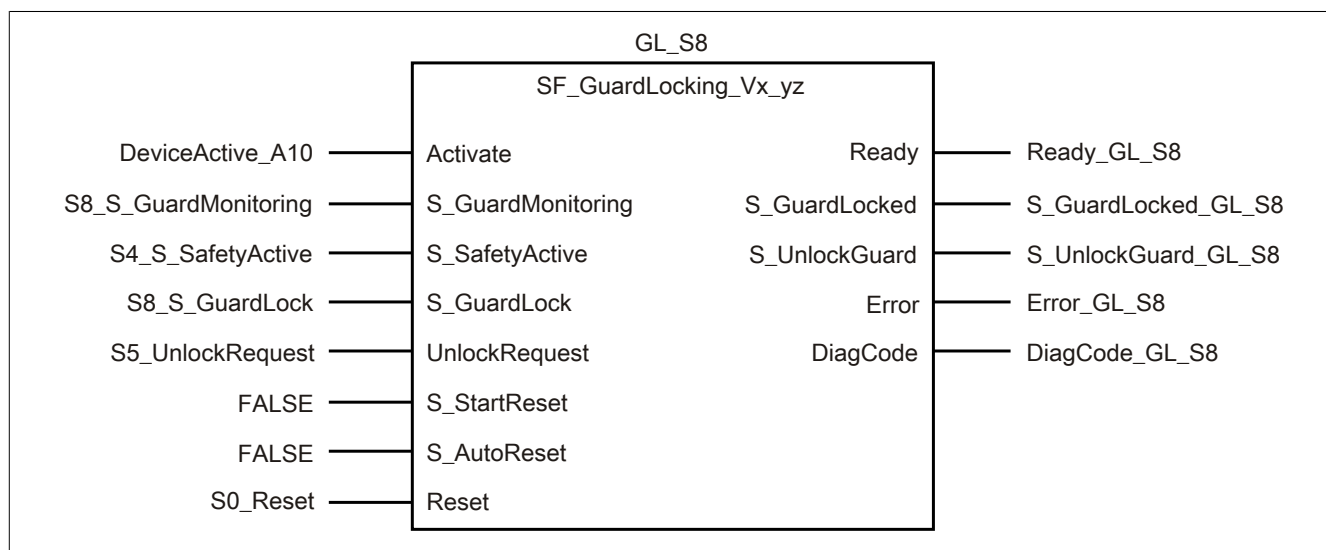 GL_S8
SF_GuardLocking_Vx_yz
DeviceActive_A10 Activate Ready Ready_GL_S8
S8_S_GuardMonitoring S_GuardMonitoring S_GuardLocked S_GuardLocked_GL_S8
S4_S_SafetyActive S_SafetyActive S_UnlockGuard S_UnlockGuard_GL_S8
S8_S_GuardLock S_GuardLock Error Error_GL_S8
S5_UnlockRequest UnlockRequest DiagCode DiagCode_GL_S8
FALSE S_StartReset
FALSE S_AutoReset
S0_Reset Reset